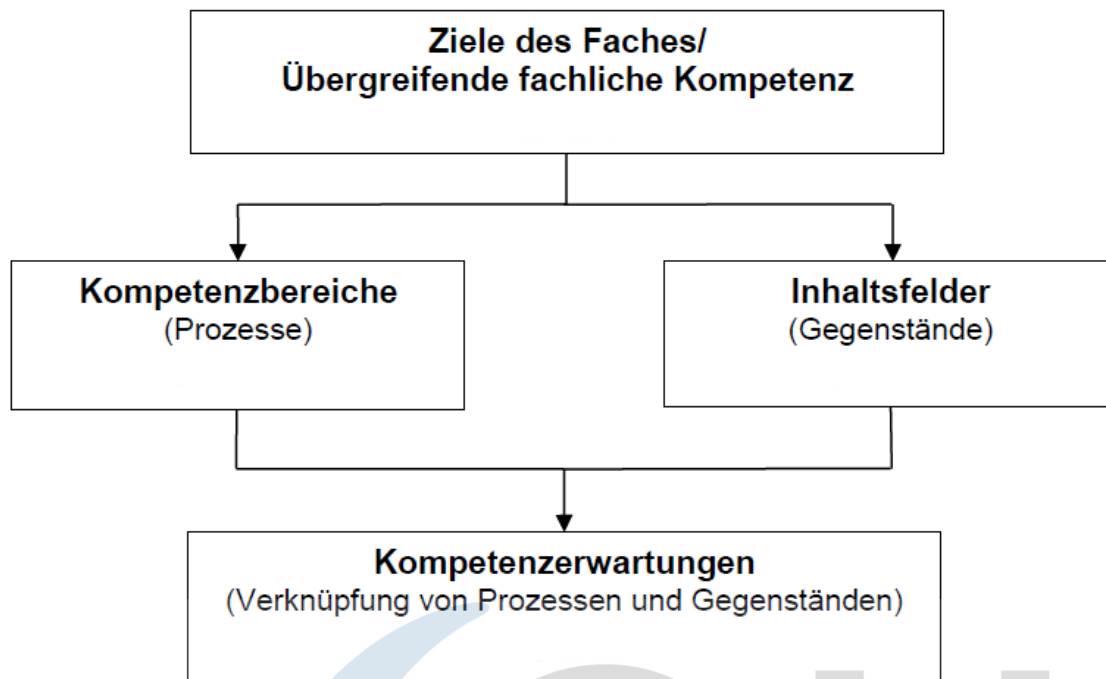 Ziele des Faches/
Übergreifende fachliche Kompetenz
Kompetenzbereiche
(Prozesse)
Inhaltsfelder
(Gegenstände)
Kompetenzerwartungen
(Verknüpfung von Prozessen und Gegenständen)